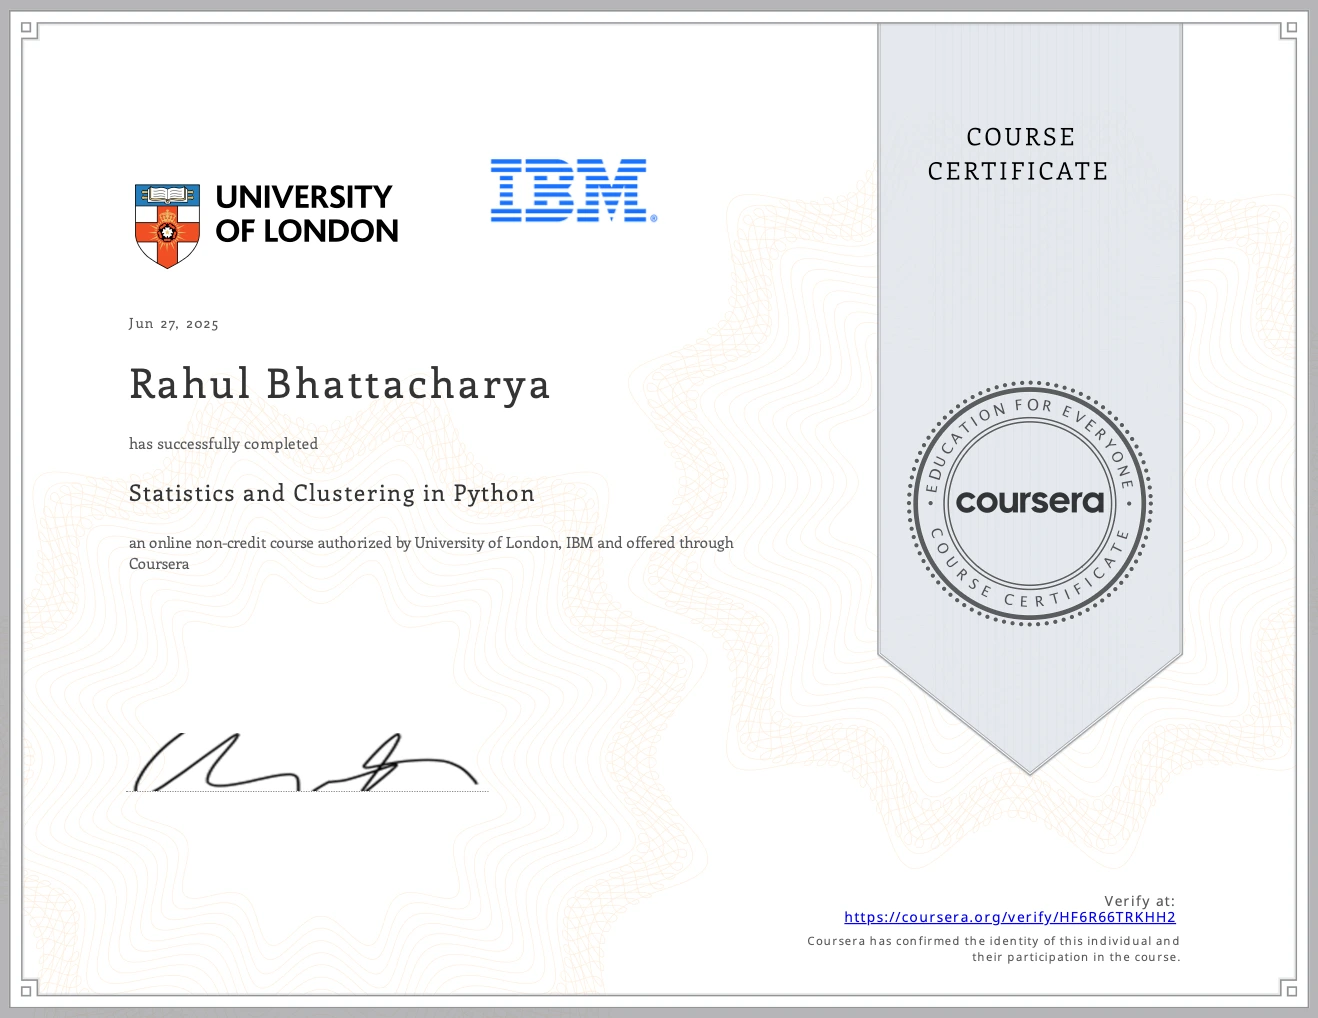 UNIVERSITY
OF LONDON
IBM®
COURSE
CERTIFICATE
Jun 27, 2025
Rahul Bhattacharya
has successfully completed
Statistics and Clustering in Python
an online non-credit course authorized by University of London, IBM and offered through
Coursera
EDUCATION FOR EVERYONE
coursera
COURSE CERTIFICATE
Verify at:
https://coursera.org/verify/HF6R66TRKHH2
Coursera has confirmed the identity of this individual and
their participation in the course.